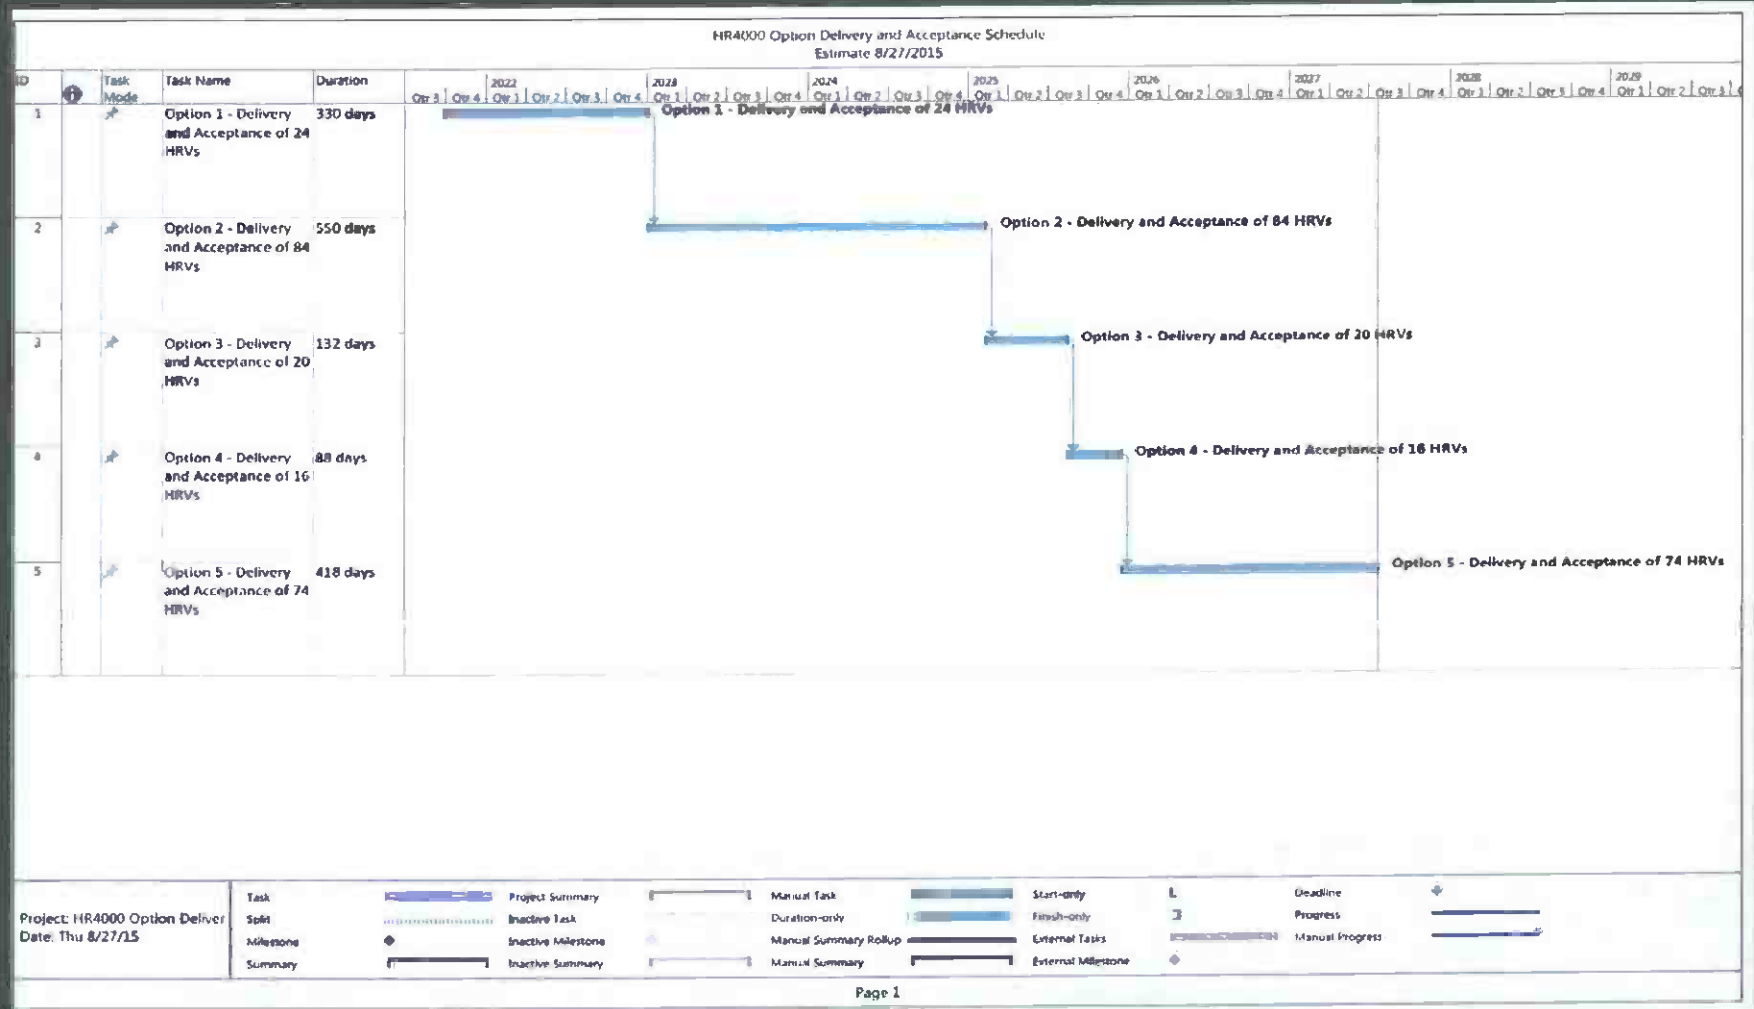 HR4000 Option Delivery and Acceptance Schedule
Estimate 8/27/2015
ID Task Mode Task Name Duration
2022 2023 2024 2025 2026 2027 2028 2029
Qtr 3 Qtr 4 Qtr 1 Qtr 2 Qtr 3 Qtr 4 Qtr 1 Qtr 2 Qtr 3 Qtr 4 Qtr 1 Qtr 2 Qtr 3 Qtr 4 Qtr 1 Qtr 2 Qtr 3 Qtr 4 Qtr 1 Qtr 2 Qtr 3 Qtr 4 Qtr 1 Qtr 2 Qtr 3 Qtr 4 Qtr 1 Qtr 2 Qtr 3 Qtr 4 Qtr 1 Qtr 2 Qtr 3
1 Option 1 - Delivery 330 days Option 1 - Delivery and Acceptance of 24 HRVs
and Acceptance of 24
HRVs
2 Option 2 - Delivery 550 days Option 2 - Delivery and Acceptance of 84 HRVs
and Acceptance of 84
HRVs
3 Option 3 - Delivery 132 days Option 3 - Delivery and Acceptance of 20 HRVs
and Acceptance of 20
HRVs
4 Option 4 - Delivery 88 days Option 4 - Delivery and Acceptance of 16 HRVs
and Acceptance of 16
HRVs
5 Option 5 - Delivery 418 days Option 5 - Delivery and Acceptance of 74 HRVs
and Acceptance of 74
HRVs
Project: HR4000 Option Deliver
Date: Thu 8/27/15
Task Project Summary Manual Task Start-only Deadline
Split Inactive Task Duration-only Finish-only Progress
Milestone Inactive Milestone Manual Summary Rollup External Tasks Manual Progress
Summary Inactive Summary Manual Summary External Milestone
Page 1